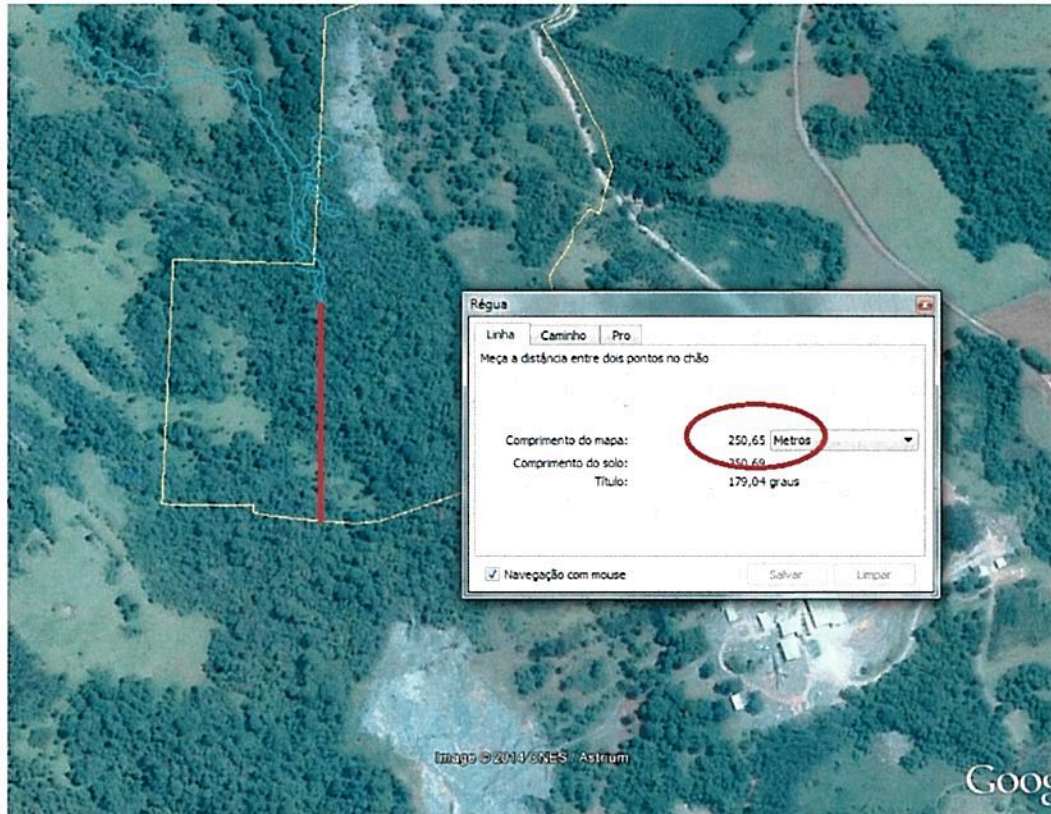 Régua
Linha Caminho Pro
Meça a distância entre dois pontos no chão
Comprimento do mapa: 250,65 Metros
Comprimento do solo: 250,69
Título: 179,04 graus
Navegação com mouse Salvar Limpar
Image © 2014 CNES / Astrium
Goog